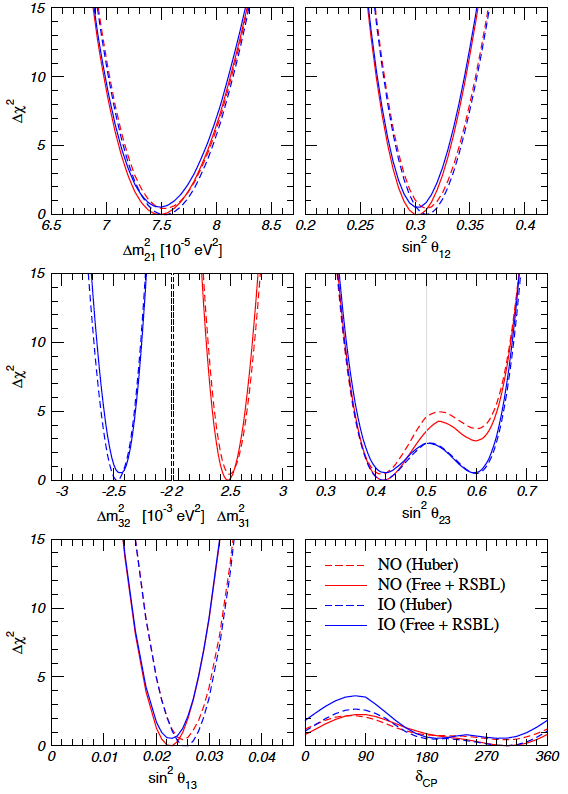 15
10
5
0
Δχ²
6.5 7 7.5 8 8.5
Δm²₂₁ [10⁻⁵ eV²]
0.2 0.25 0.3 0.35 0.4
sin² θ₁₂
15
10
5
0
Δχ²
-3 -2.5 -2 2 2.5 3
Δm²₃₂ [10⁻³ eV²] Δm²₃₁
0.3 0.4 0.5 0.6 0.7
sin² θ₂₃
15
10
5
0
Δχ²
0 0.01 0.02 0.03 0.04
sin² θ₁₃
NO (Huber)
NO (Free + RSBL)
IO (Huber)
IO (Free + RSBL)
0 90 180 270 360
δCP